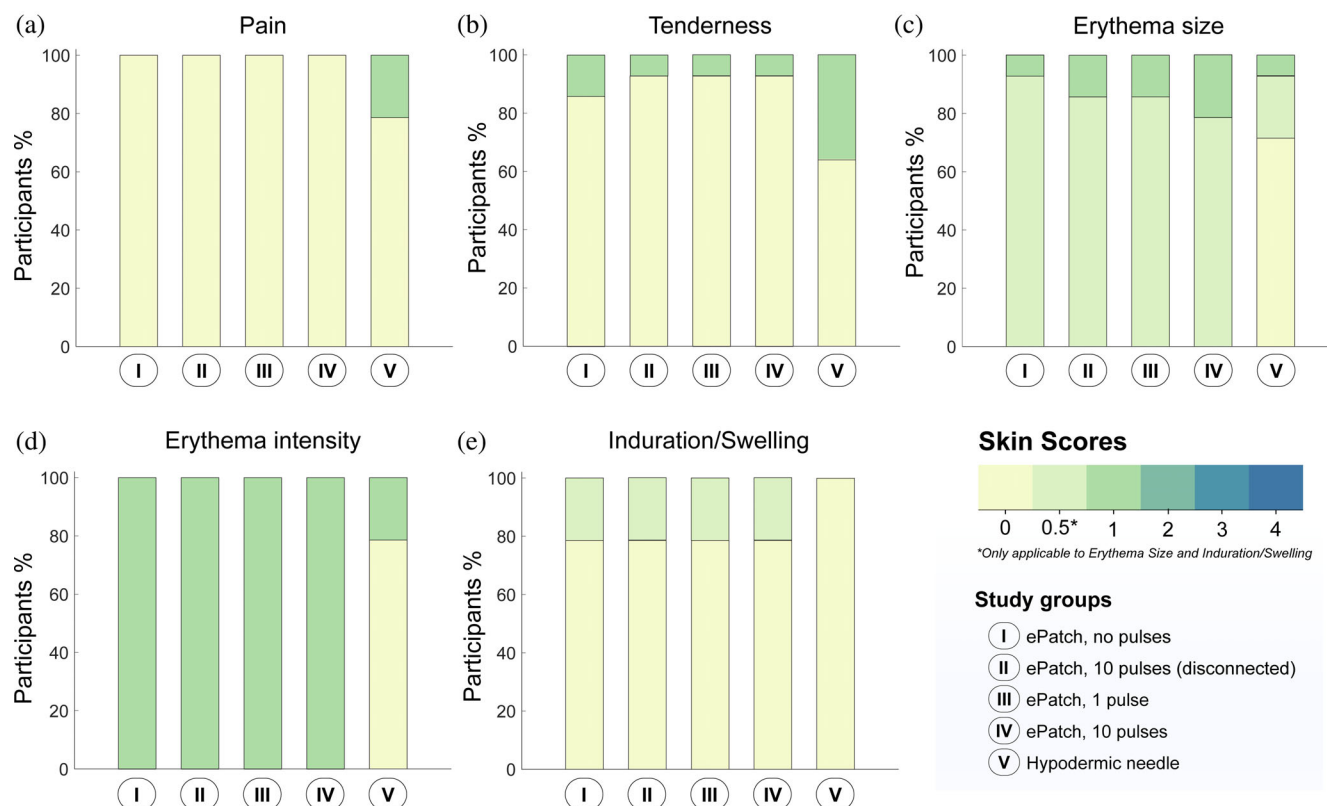 (a) Pain
Participants %
100
80
60
40
20
0
I II III IV V
(b) Tenderness
Participants %
100
80
60
40
20
0
I II III IV V
(c) Erythema size
Participants %
100
80
60
40
20
0
I II III IV V
(d) Erythema intensity
Participants %
100
80
60
40
20
0
I II III IV V
(e) Induration/Swelling
Participants %
100
80
60
40
20
0
I II III IV V
Skin Scores
0 0.5* 1 2 3 4
*Only applicable to Erythema Size and Induration/Swelling
Study groups
I ePatch, no pulses
II ePatch, 10 pulses (disconnected)
III ePatch, 1 pulse
IV ePatch, 10 pulses
V Hypodermic needle